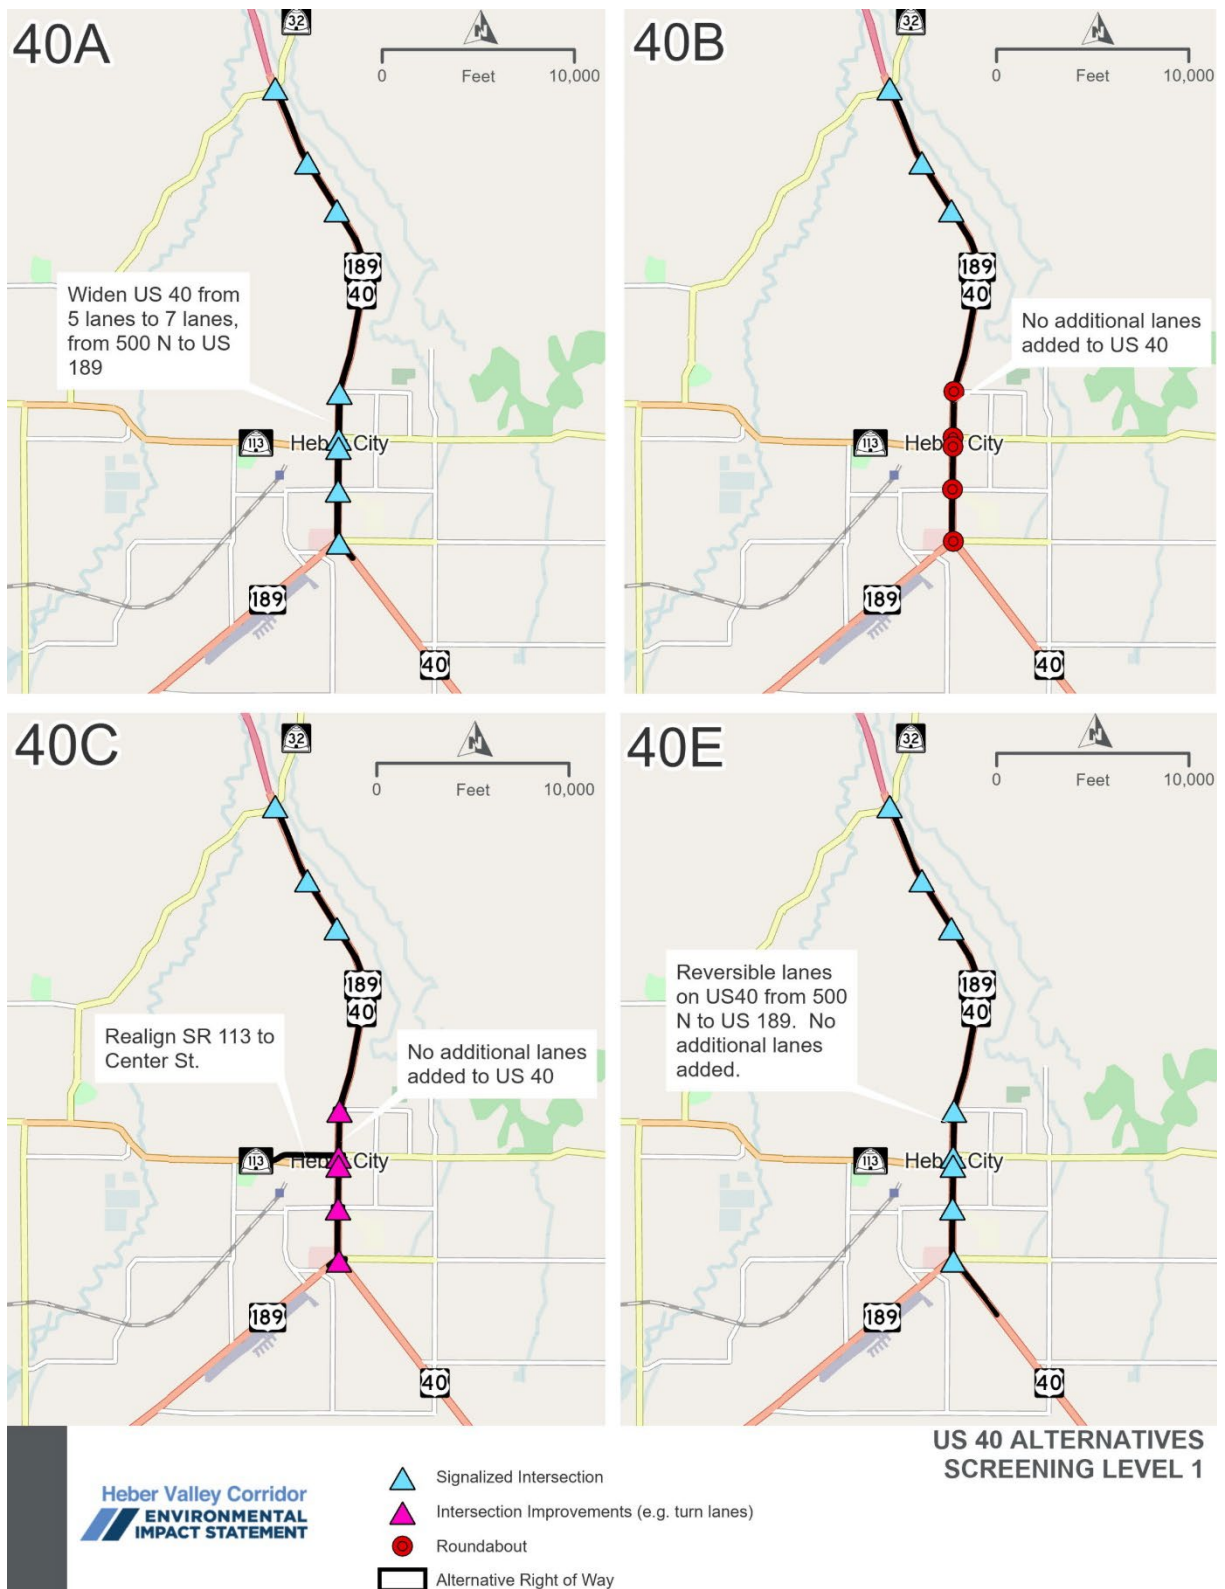 40A
32
N
0 Feet 10,000
Widen US 40 from
5 lanes to 7 lanes,
from 500 N to US
189
189
40
113
Heber City
189
40
40B
32
N
0 Feet 10,000
No additional lanes
added to US 40
189
40
113
Heber City
189
40
40C
32
N
0 Feet 10,000
Realign SR 113 to
Center St.
No additional lanes
added to US 40
189
40
113
Heber City
189
40
40E
32
N
0 Feet 10,000
Reversible lanes
on US40 from 500
N to US 189. No
additional lanes
added.
189
40
113
Heber City
189
40
US 40 ALTERNATIVES
SCREENING LEVEL 1
Heber Valley Corridor
ENVIRONMENTAL
IMPACT STATEMENT
Signalized Intersection
Intersection Improvements (e.g. turn lanes)
Roundabout
Alternative Right of Way